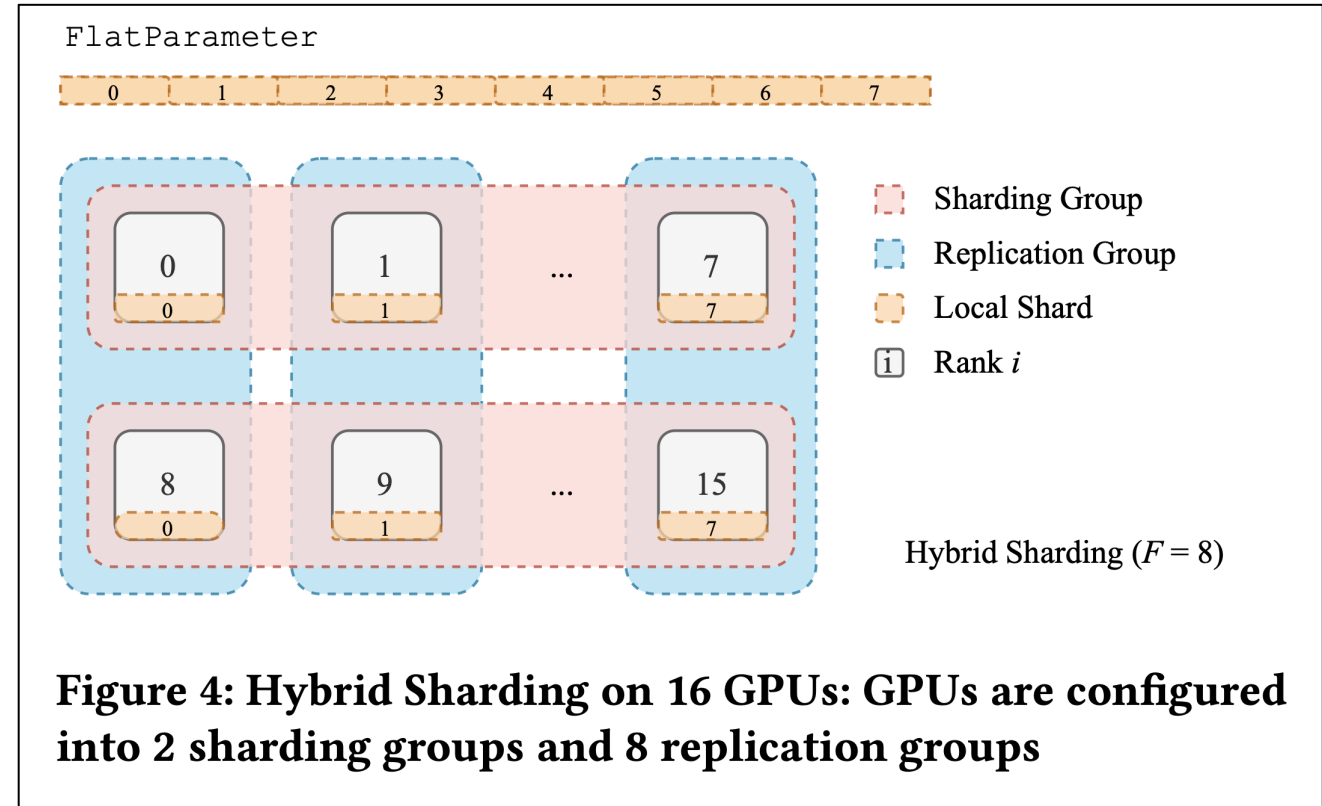 FlatParameter
0 1 2 3 4 5 6 7
0 1 ... 7
0 1 7
8 9 ... 15
0 1 7
Sharding Group
Replication Group
Local Shard
i Rank i
Hybrid Sharding (F = 8)
Figure 4: Hybrid Sharding on 16 GPUs: GPUs are configured
into 2 sharding groups and 8 replication groups